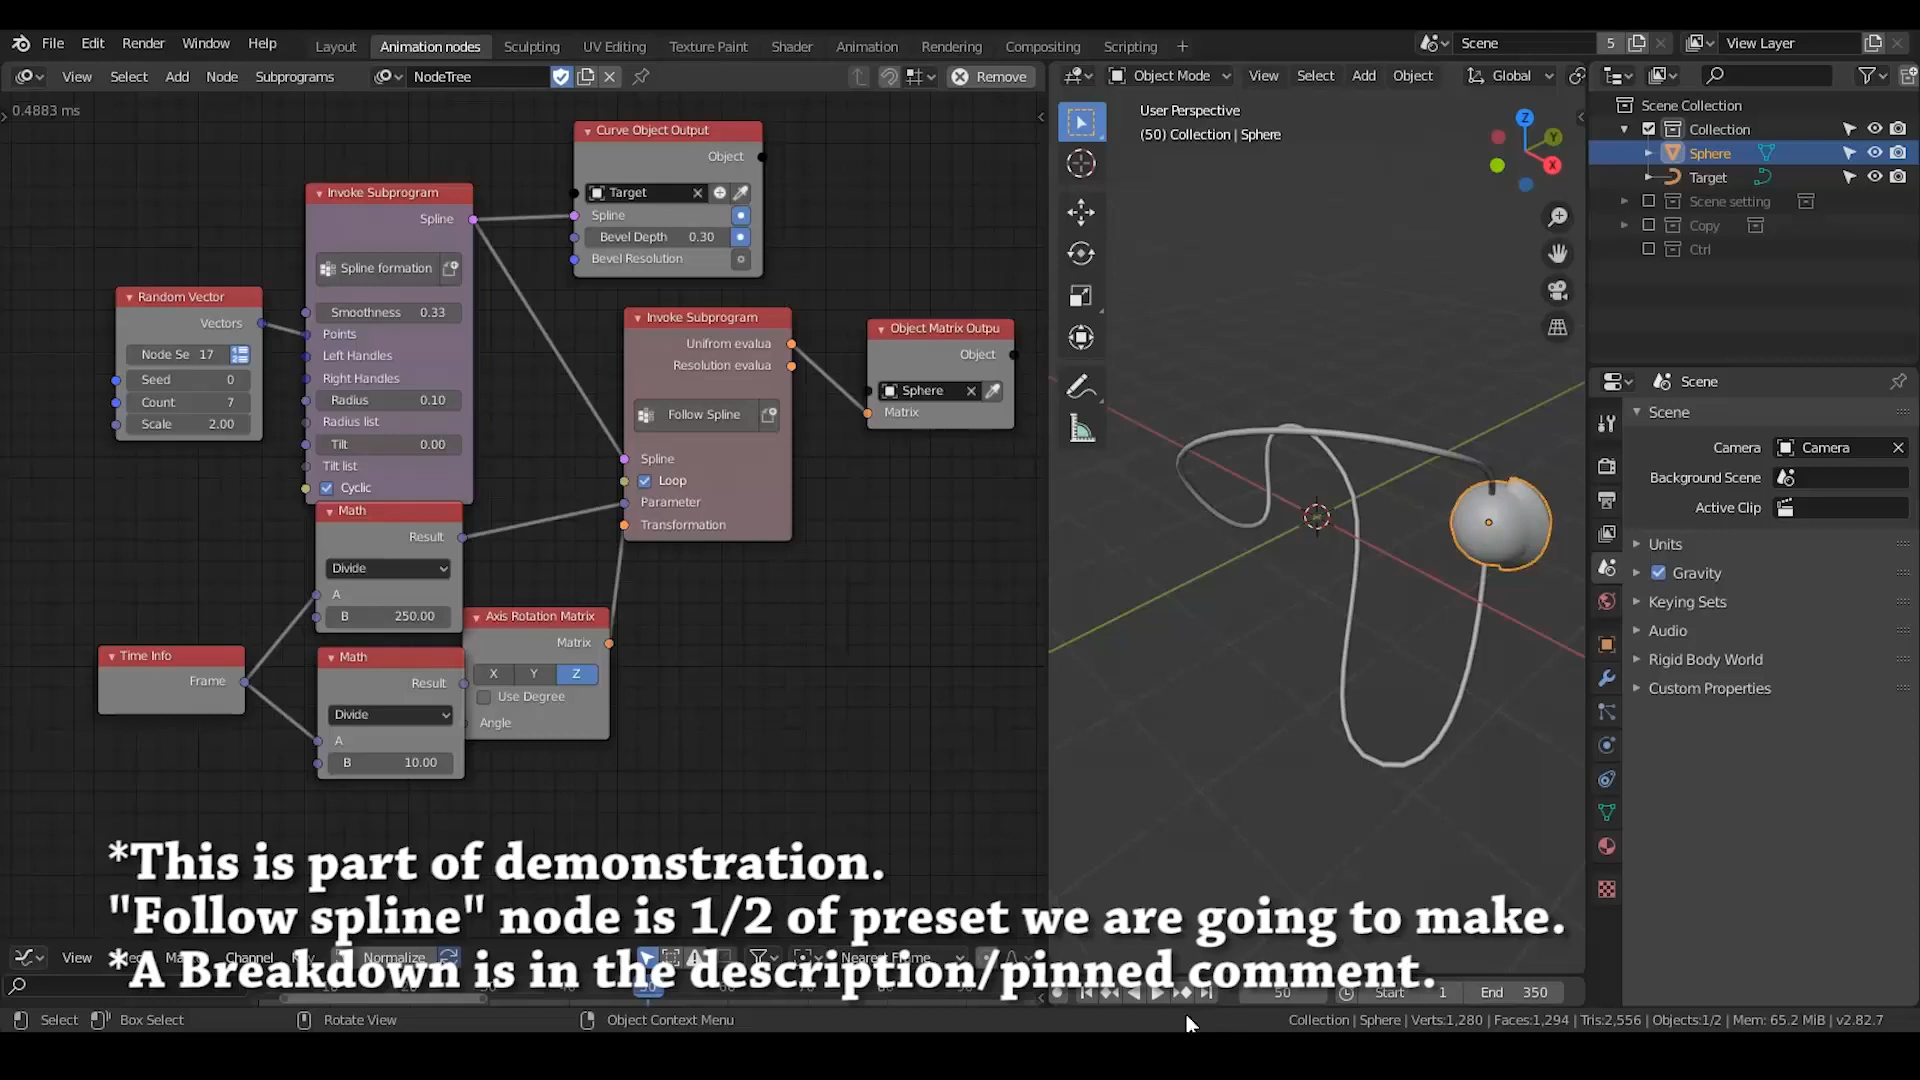 File Edit Render Window Help Layout Animation nodes Sculpting UV Editing Texture Paint Shader Animation Rendering Compositing Scripting + Scene 5 View Layer
View Select Add Node Subprograms NodeTree Remove Object Mode View Select Add Object Global
0.4883 ms
Curve Object Output
Object
Target
Spline
Bevel Depth 0.30
Bevel Resolution
Invoke Subprogram
Spline
Spline formation
Smoothness 0.33
Points
Left Handles
Right Handles
Radius 0.10
Radius list
Tilt 0.00
Tilt list
Cyclic
Random Vector
Vectors
Node Se 17
Seed 0
Count 7
Scale 2.00
Invoke Subprogram
Unifrom evalua
Resolution evalua
Follow Spline
Spline
Loop
Parameter
Transformation
Object Matrix Outpu
Object
Sphere
Matrix
Math
Result
Divide
A
B 250.00
Axis Rotation Matrix
Matrix
X Y Z
Use Degree
Angle
Time Info
Frame
Math
Result
Divide
A
B 10.00
User Perspective
(50) Collection | Sphere
Z
Y
X
Scene Collection
Collection
Sphere
Target
Scene setting
Copy
Ctrl
Scene
Scene
Camera Camera
Background Scene
Active Clip
Units
Gravity
Keying Sets
Audio
Rigid Body World
Custom Properties
*This is part of demonstration.
"Follow spline" node is 1/2 of preset we are going to make.
*A Breakdown is in the description/pinned comment.
View Channel Normalize Nearest Frame
50 Start 1 End 350
Select Box Select Rotate View Object Context Menu Collection | Sphere | Verts:1,280 | Faces:1,294 | Tris:2,556 | Objects:1/2 | Mem: 65.2 MiB | v2.82.7